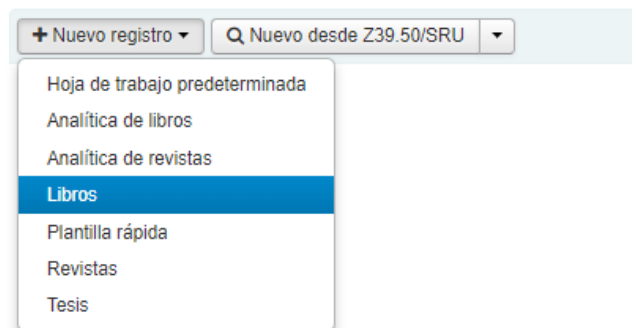 + Nuevo registro Nuevo desde Z39.50/SRU
Hoja de trabajo predeterminada
Analítica de libros
Analítica de revistas
Libros
Plantilla rápida
Revistas
Tesis